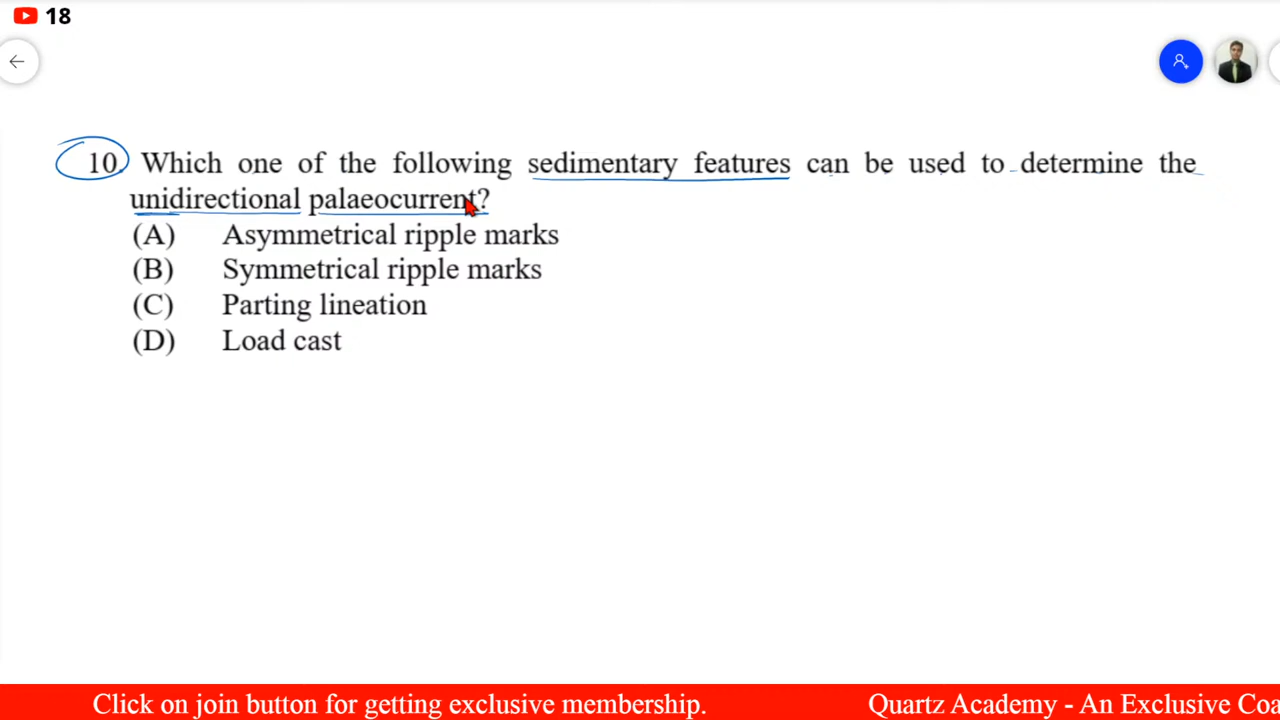 18
10. Which one of the following sedimentary features can be used to determine the
unidirectional palaeocurrent?
(A) Asymmetrical ripple marks
(B) Symmetrical ripple marks
(C) Parting lineation
(D) Load cast
Click on join button for getting exclusive membership. Quartz Academy - An Exclusive Coa